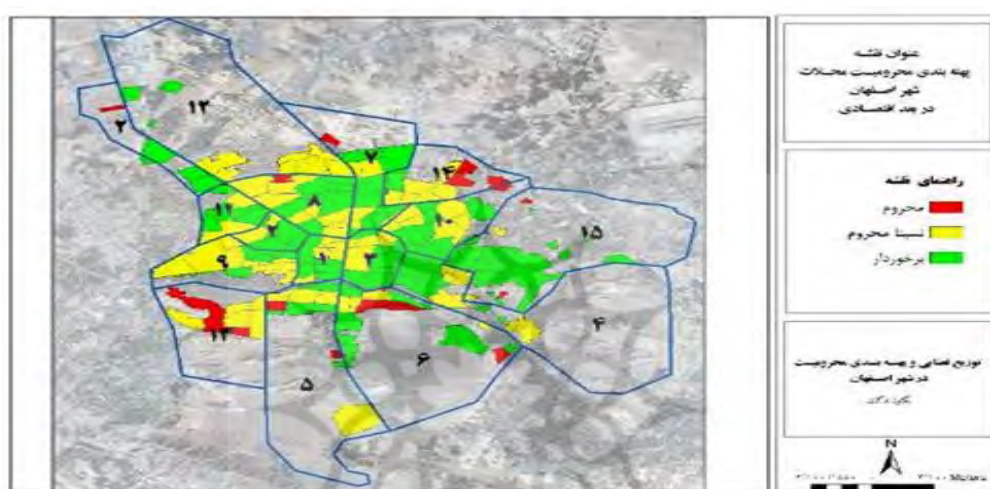 عنوان نقشه
پهنه بندی محرومیت محلات
شهر اصفهان
در بعد اقتصادی
راهنمای نقشه
محروم
نسبتا محروم
برخوردار
توزیع فضایی و پهنه بندی محرومیت
در شهر اصفهان
N
Meters
۱۲
۲
۷
۱۴
۸
۱۱
۲
۱۰
۱۵
۹
۱
۳
۴
۱۳
۶
۵